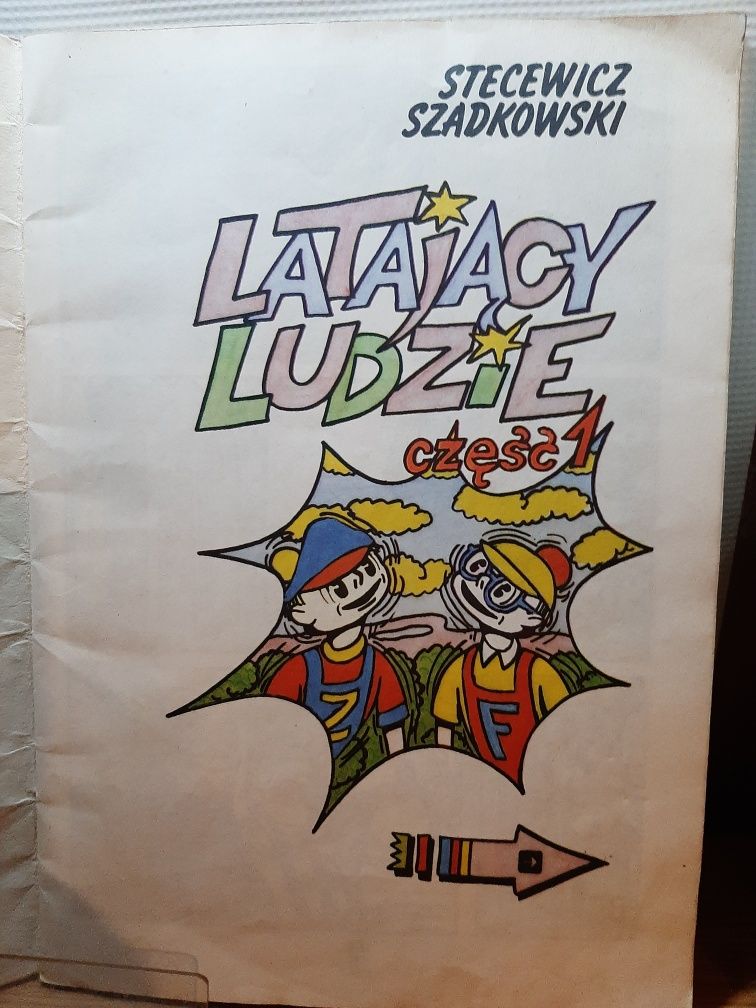 STECEWICZ
SZADKOWSKI
LATAJĄCY
LUDZIE
część 1
Z
F